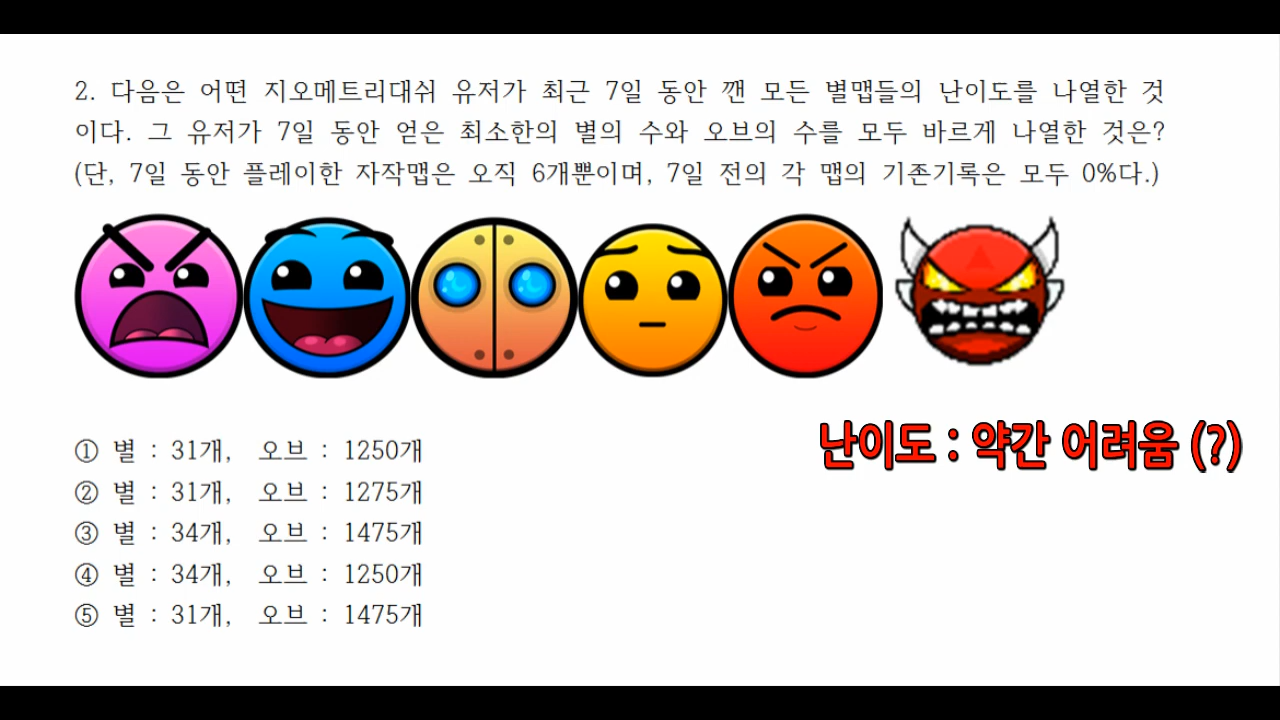 2. 다음은 어떤 지오메트리대쉬 유저가 최근 7일 동안 깬 모든 별맵들의 난이도를 나열한 것
이다. 그 유저가 7일 동안 얻은 최소한의 별의 수와 오브의 수를 모두 바르게 나열한 것은?
(단, 7일 동안 플레이한 자작맵은 오직 6개뿐이며, 7일 전의 각 맵의 기존기록은 모두 0%다.)
① 별 : 31개, 오브 : 1250개
난이도 : 약간 어려움 (?)
② 별 : 31개, 오브 : 1275개
③ 별 : 34개, 오브 : 1475개
④ 별 : 34개, 오브 : 1250개
⑤ 별 : 31개, 오브 : 1475개